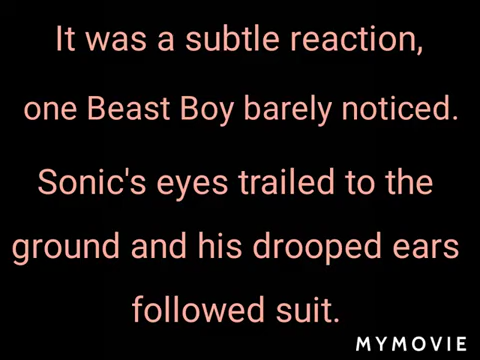 It was a subtle reaction,
one Beast Boy barely noticed.
Sonic's eyes trailed to the
ground and his drooped ears
followed suit.
MYMOVIE